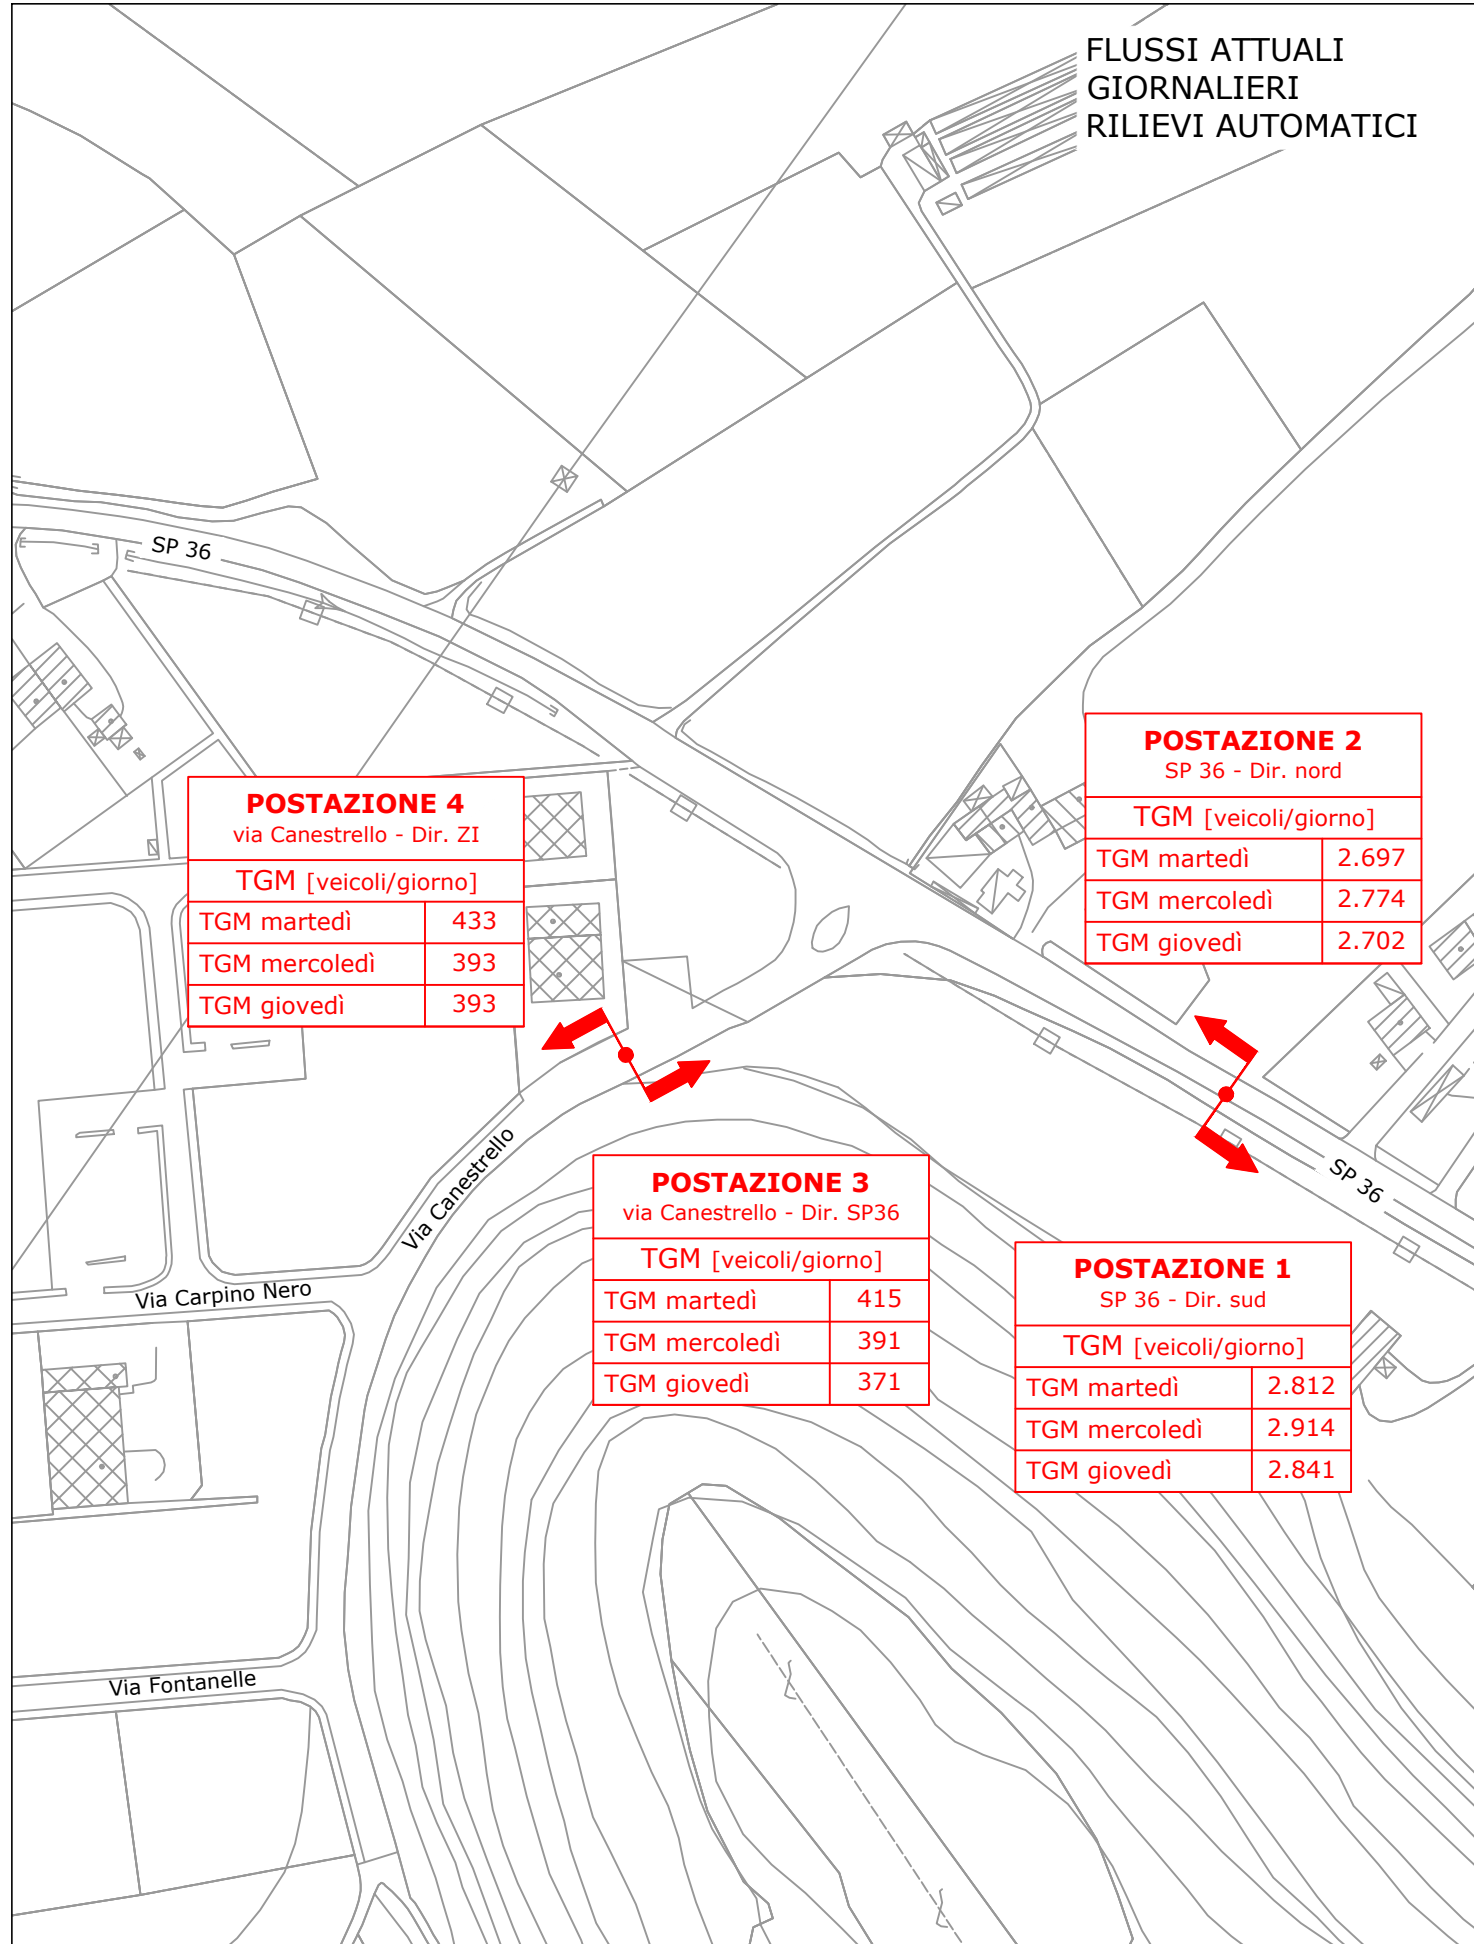 FLUSSI ATTUALI
GIORNALIERI
RILIEVI AUTOMATICI
SP 36
POSTAZIONE 2
SP 36 - Dir. nord
TGM [veicoli/giorno]
TGM martedì 2.697
TGM mercoledì 2.774
TGM giovedì 2.702
POSTAZIONE 4
via Canestrello - Dir. ZI
TGM [veicoli/giorno]
TGM martedì 433
TGM mercoledì 393
TGM giovedì 393
Via Canestrello
SP 36
POSTAZIONE 3
via Canestrello - Dir. SP36
TGM [veicoli/giorno]
TGM martedì 415
TGM mercoledì 391
TGM giovedì 371
POSTAZIONE 1
SP 36 - Dir. sud
TGM [veicoli/giorno]
TGM martedì 2.812
TGM mercoledì 2.914
TGM giovedì 2.841
Via Carpino Nero
Via Fontanelle